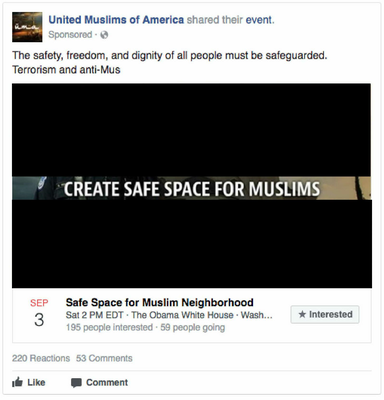 United Muslims of America shared their event.
Sponsored ·
The safety, freedom, and dignity of all people must be safeguarded.
Terrorism and anti-Mus
CREATE SAFE SPACE FOR MUSLIMS
SEP
3
Safe Space for Muslim Neighborhood
Sat 2 PM EDT · The Obama White House · Wash...
195 people interested · 59 people going
★ Interested
220 Reactions 53 Comments
Like Comment